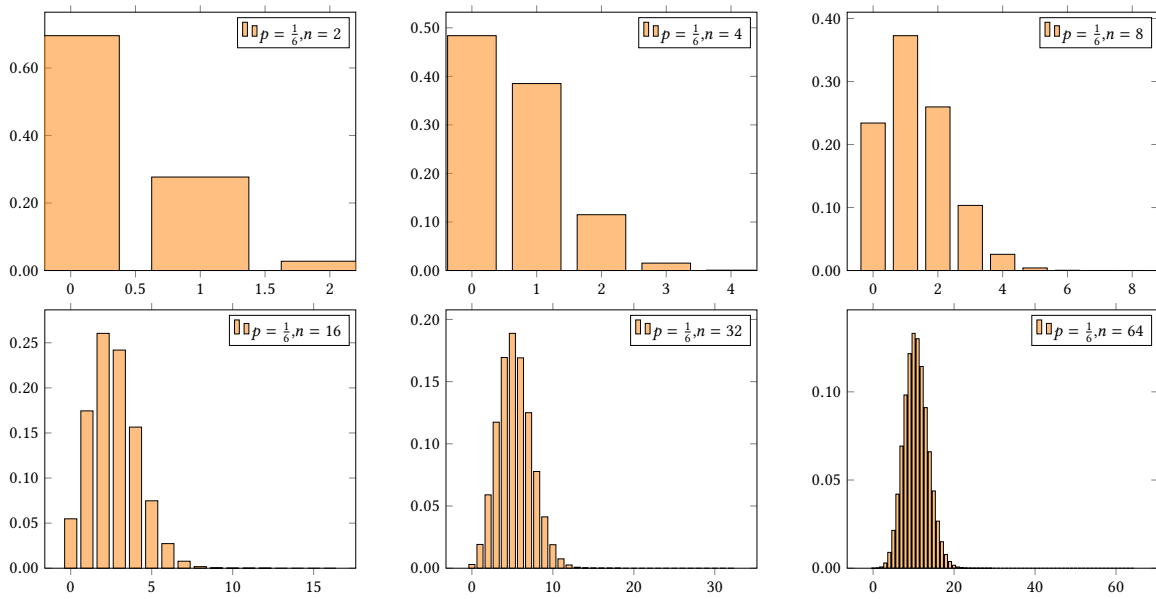 p = 1/6, n = 2
0.60
0.40
0.20
0.00
0 0.5 1 1.5 2
p = 1/6, n = 4
0.50
0.40
0.30
0.20
0.10
0.00
0 1 2 3 4
p = 1/6, n = 8
0.40
0.30
0.20
0.10
0.00
0 2 4 6 8
p = 1/6, n = 16
0.25
0.20
0.15
0.10
0.05
0.00
0 5 10 15
p = 1/6, n = 32
0.20
0.15
0.10
0.05
0.00
0 10 20 30
p = 1/6, n = 64
0.10
0.05
0.00
0 20 40 60